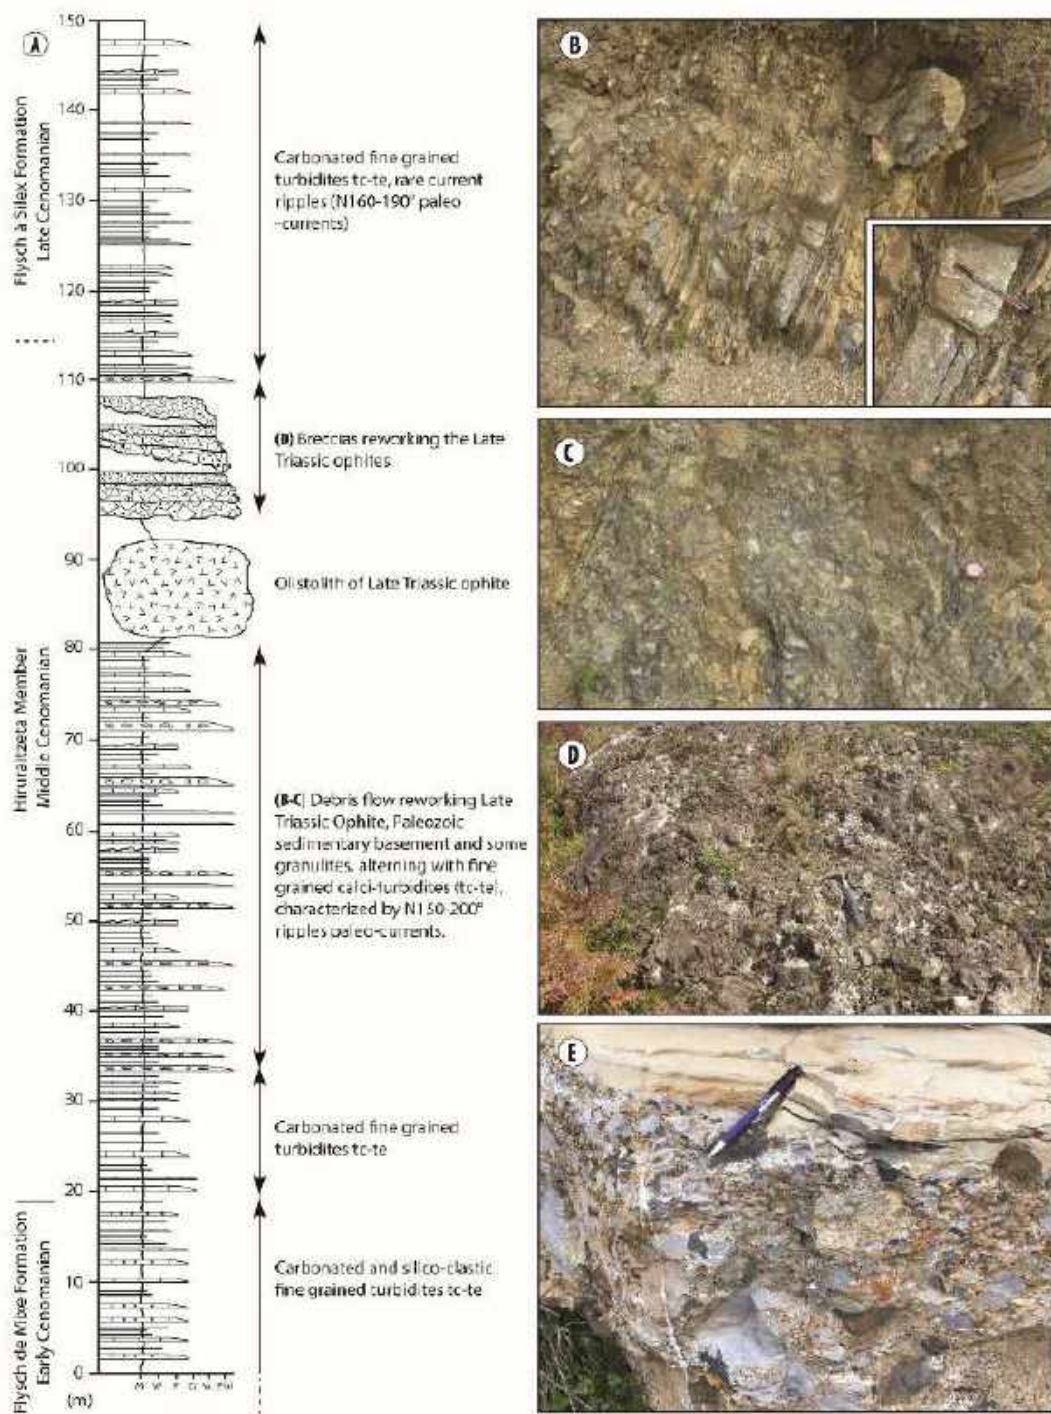 A
150
140
130
120
110
100
90
80
70
60
50
40
30
20
10
0
(m)
Flysch à Silex Formation
Late Cenomanian
Hiruraitzeta Member
Middle Cenomanian
Flysch de Mixe Formation
Early Cenomanian
Carbonated fine grained
turbidites tc-te, rare current
ripples (N160-190° paleo
-currents)
(D) Breccias reworking the Late
Triassic ophites
Olistolith of Late Triassic ophite
(B-C) Debris flow reworking Late
Triassic Ophite, Paleozoic
sedimentary basement and some
granulites, alterning with fine
grained calci-turbidites (tc-te),
characterized by N150-200°
ripples paleo-currents.
Carbonated fine grained
turbidites tc-te
Carbonated and silico-clastic
fine grained turbidites tc-te
B
C
D
E